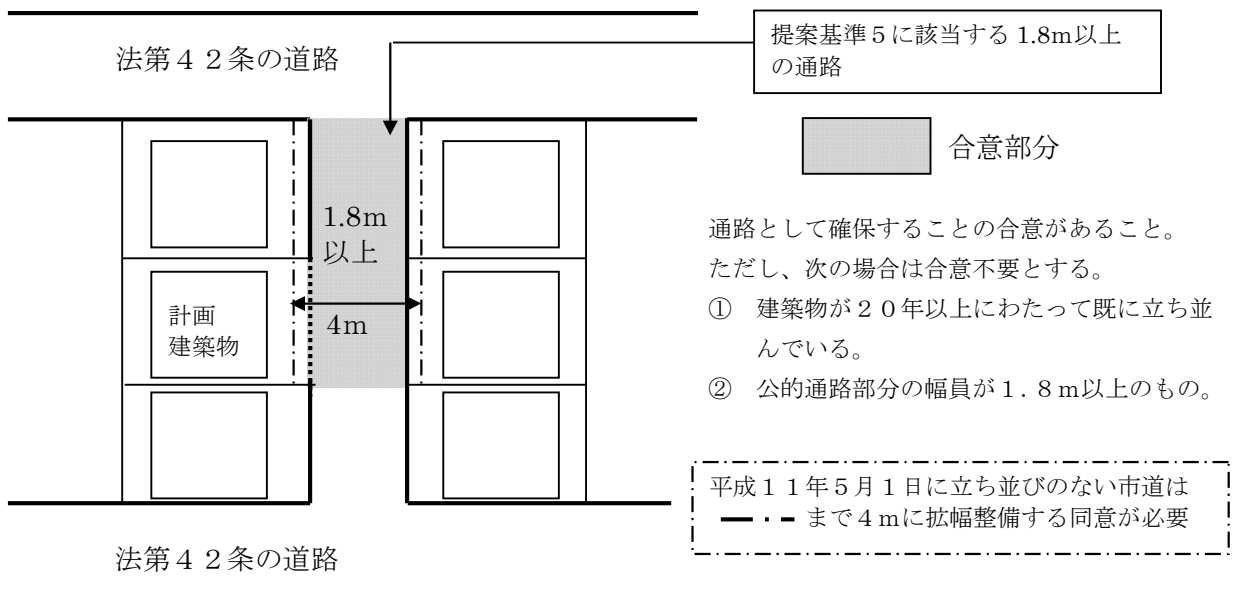 法第４２条の道路
提案基準５に該当する 1.8m以上
の通路
合意部分
1.8m
以上
4m
計画
建築物
通路として確保することの合意があること。
ただし、次の場合は合意不要とする。
① 建築物が２０年以上にわたって既に立ち並
んでいる。
② 公的通路部分の幅員が１.８ｍ以上のもの。
平成１１年５月１日に立ち並びのない市道は
まで４ｍに拡幅整備する同意が必要
法第４２条の道路